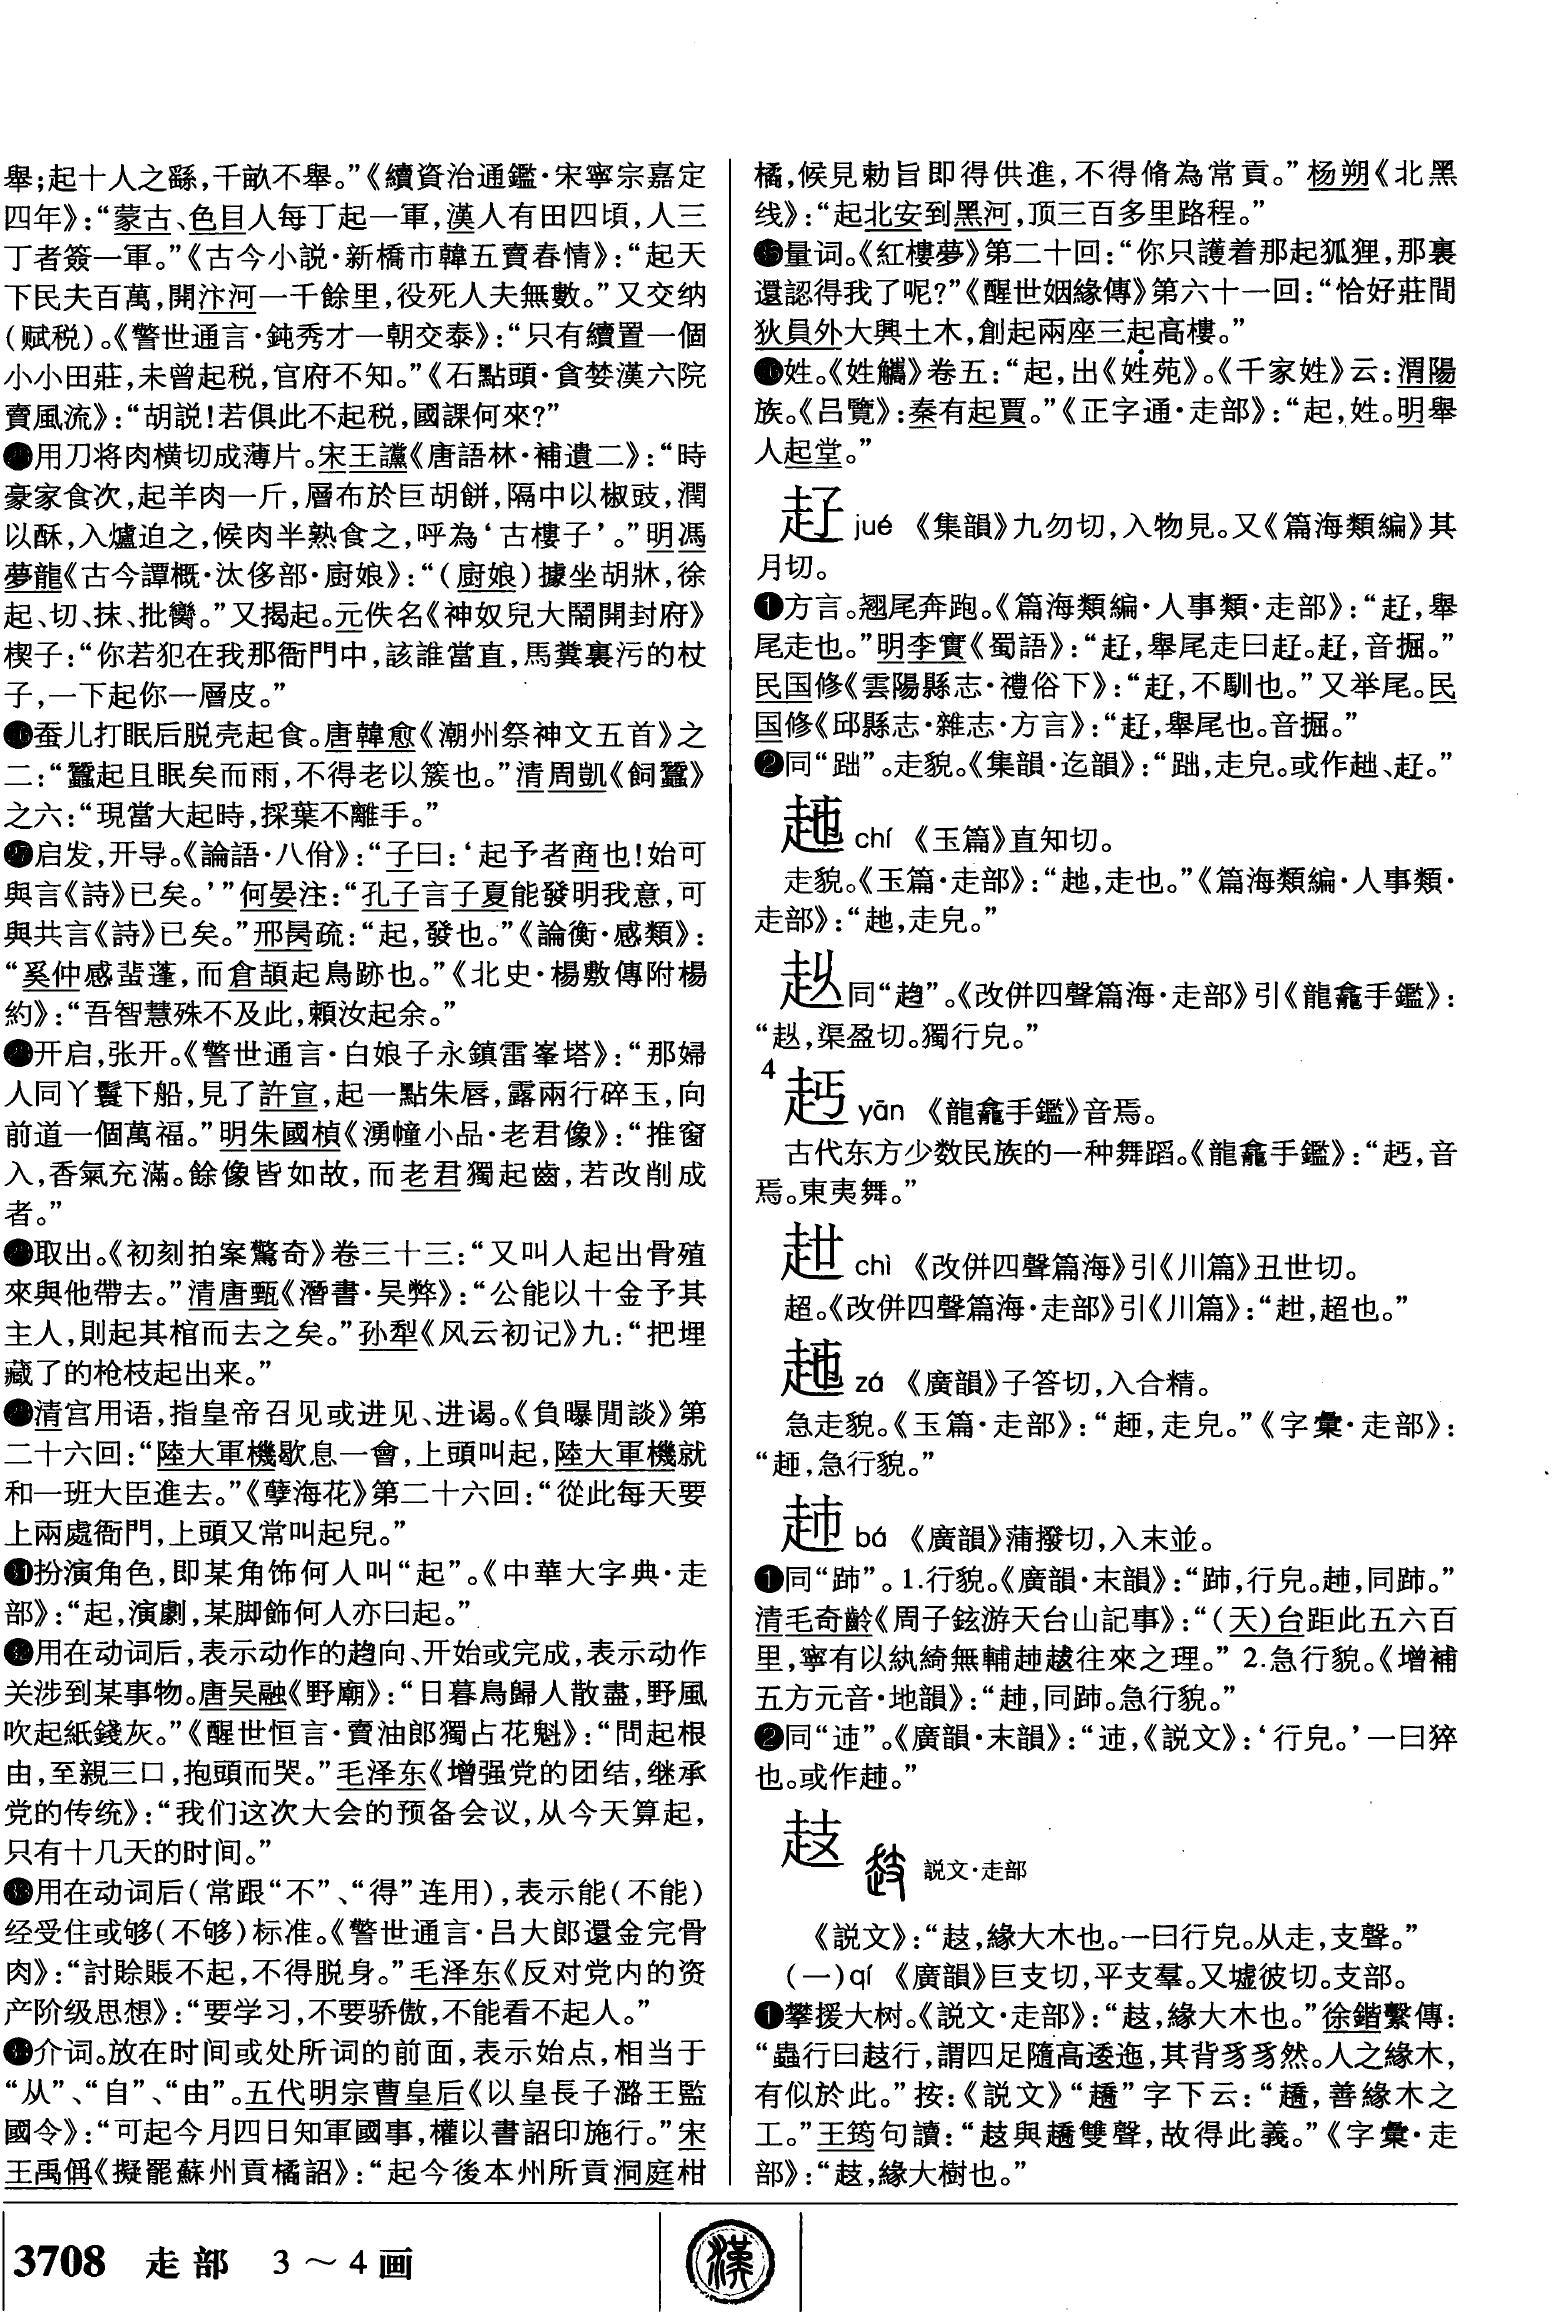 舉;起十人之繇,千畝不舉。”《續資治通鑑·宋寧宗嘉定
四年》:“蒙古、色目人每丁起一軍,漢人有田四頃,人三
丁者簽一軍。”《古今小説·新橋市韓五賣春情》:“起天
下民夫百萬,開汴河一千餘里,役死人夫無數。”又交纳
(赋税)。《警世通言·鈍秀才一朝交泰》:“只有續置一個
小小田莊,未曾起税,官府不知。”《石點頭·貪婪漢六院
賣風流》:“胡説!若俱此不起税,國課何來?”
用刀将肉横切成薄片。宋王讜《唐語林·補遺二》:“時
豪家食次,起羊肉一斤,層布於巨胡餅,隔中以椒豉,潤
以酥,入爐迫之,候肉半熟食之,呼為‘古樓子’。”明馮
夢龍《古今譚概·汰侈部·廚娘》:“(廚娘)據坐胡牀,徐
起、切、抹、批臠。”又揭起。元佚名《神奴兒大鬧開封府》
楔子:“你若犯在我那衙門中,該誰當直,馬糞裏污的杖
子,一下起你一層皮。”
蚕儿打眠后脱壳起食。唐韓愈《潮州祭神文五首》之
二:“蠶起且眠矣而雨,不得老以簇也。”清周凱《飼蠶》
之六:“現當大起時,採葉不離手。”
㉗启发,开导。《論語·八佾》:“子曰:‘起予者商也!始可
與言《詩》已矣。’”何晏注:“孔子言子夏能發明我意,可
與共言《詩》已矣。”邢昺疏:“起,發也。”《論衡·感類》:
“奚仲感蜚蓬,而倉頡起鳥跡也。”《北史·楊敷傳附楊
約》:“吾智慧殊不及此,賴汝起余。”
㉘开启,张开。《警世通言·白娘子永鎮雷峯塔》:“那婦
人同丫鬟下船,見了許宣,起一點朱唇,露兩行碎玉,向
前道一個萬福。”明朱國楨《湧幢小品·老君像》:“推窗
入,香氣充滿。餘像皆如故,而老君獨起齒,若改削成
者。”
㉙取出。《初刻拍案驚奇》卷三十三:“又叫人起出骨殖
來與他帶去。”清唐甄《潛書·吴弊》:“公能以十金予其
主人,則起其棺而去之矣。”孙犁《风云初记》九:“把埋
藏了的枪枝起出来。”
㉚清宫用语,指皇帝召见或进见、进谒。《負曝閒談》第
二十六回:“陸大軍機歇息一會,上頭叫起,陸大軍機就
和一班大臣進去。”《孽海花》第二十六回:“從此每天要
上兩處衙門,上頭又常叫起兒。”
㉛扮演角色,即某角饰何人叫“起”。《中華大字典·走
部》:“起,演劇,某脚飾何人亦曰起。”
㉜用在动词后,表示动作的趋向、开始或完成,表示动作
关涉到某事物。唐吴融《野廟》:“日暮鳥歸人散盡,野風
吹起紙錢灰。”《醒世恒言·賣油郎獨占花魁》:“問起根
由,至親三口,抱頭而哭。”毛泽东《增强党的团结,继承
党的传统》:“我们这次大会的预备会议,从今天算起,
只有十几天的时间。”
㉝用在动词后(常跟“不”、“得”连用),表示能(不能)
经受住或够(不够)标准。《警世通言·吕大郎還金完骨
肉》:“討賒賬不起,不得脱身。”毛泽东《反对党内的资
产阶级思想》:“要学习,不要骄傲,不能看不起人。”
㉞介词。放在时间或处所词的前面,表示始点,相当于
“从”、“自”、“由”。五代明宗曹皇后《以皇長子潞王監
國令》:“可起今月四日知軍國事,權以書詔印施行。”宋
王禹偁《擬罷蘇州貢橘詔》:“起今後本州所貢洞庭柑
橘,候見勅旨即得供進,不得脩為常貢。”杨朔《北黑
线》:“起北安到黑河,顶三百多里路程。”
㉟量词。《紅樓夢》第二十回:“你只護着那起狐狸,那裏
還認得我了呢?”《醒世姻緣傳》第六十一回:“恰好莊間
狄員外大興土木,創起兩座三起高樓。”
㊱姓。《姓觿》卷五:“起,出《姓苑》。《千家姓》云:渭陽
族。《吕覽》:秦有起賈。”《正字通·走部》:“起,姓。明舉
人起堂。”
𧺐 jué 《集韻》九勿切,入物見。又《篇海類編》其
月切。
❶方言。翘尾奔跑。《篇海類編·人事類·走部》:“𧺐,舉
尾走也。”明李實《蜀語》:“𧺐,舉尾走曰𧺐。𧺐,音掘。”
民国修《雲陽縣志·禮俗下》:“𧺐,不馴也。”又举尾。民
国修《邱縣志·雜志·方言》:“𧺐,舉尾也。音掘。”
❷同“䟣”。走貌。《集韻·迄韻》:“䟣,走皃。或作䞷、𧺐。”
chí 《玉篇》直知切。
走貌。《玉篇·走部》:“走也。”《篇海類編·人事類·
走部》:“走皃。”
同“趬”。《改併四聲篇海·走部》引《龍龕手鑑》:
“渠盈切。獨行皃。”
4
yān 《龍龕手鑑》音焉。
古代东方少数民族的一种舞蹈。《龍龕手鑑》:“音
焉。東夷舞。”
chì 《改併四聲篇海》引《川篇》丑世切。
超。《改併四聲篇海·走部》引《川篇》:“超也。”
zá 《廣韻》子答切,入合精。
急走貌。《玉篇·走部》:“走皃。”《字彙·走部》:
“急行貌。”
bá 《廣韻》蒲撥切,入末並。
❶同“䟛”。1.行貌。《廣韻·末韻》:“䟛,行皃。同䟛。”
清毛奇齡《周子鉉游天台山記事》:“(天)台距此五六百
里,寧有以紈綺無輔越往來之理。” 2.急行貌。《增補
五方元音·地韻》:“同䟛。急行貌。”
❷同“迊”。《廣韻·末韻》:“《説文》:‘行皃。’一曰猝
也。或作”
䞚 説文·走部
《説文》:“䞚,緣大木也。一曰行皃。从走,支聲。”
(一)qí 《廣韻》巨支切,平支羣。又墟彼切。支部。
❶攀援大树。《説文·走部》:“䞚,緣大木也。”徐鍇繫傳:
“蟲行曰䞚行,謂四足隨高逶迤,其背豸豸然。人之緣木,
有似於此。”按:《説文》“趫”字下云:“趫,善緣木之
工。”王筠句讀:“䞚與趫雙聲,故得此義。”《字彙·走
部》:“䞚,緣大樹也。”
3708 走部 3～4画
漢